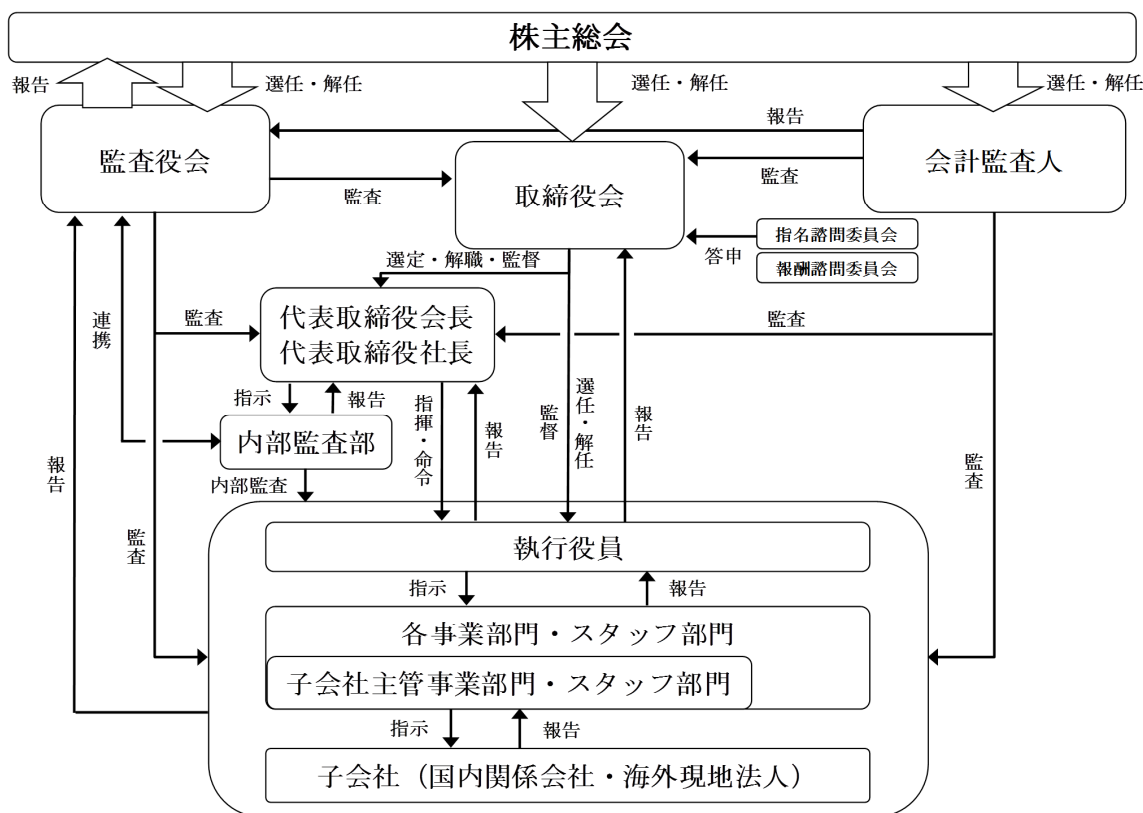 株主総会
報告
選任・解任
選任・解任
選任・解任
監査役会
報告
会計監査人
監査
取締役会
監査
指名諮問委員会
答申
報酬諮問委員会
選定・解職・監督
連携
監査
代表取締役会長
代表取締役社長
監査
指示
報告
内部監査部
内部監査
指揮・命令
報告
監督
選任・解任
報告
報告
監査
監査
執行役員
指示
報告
各事業部門・スタッフ部門
子会社主管事業部門・スタッフ部門
指示
報告
子会社（国内関係会社・海外現地法人）